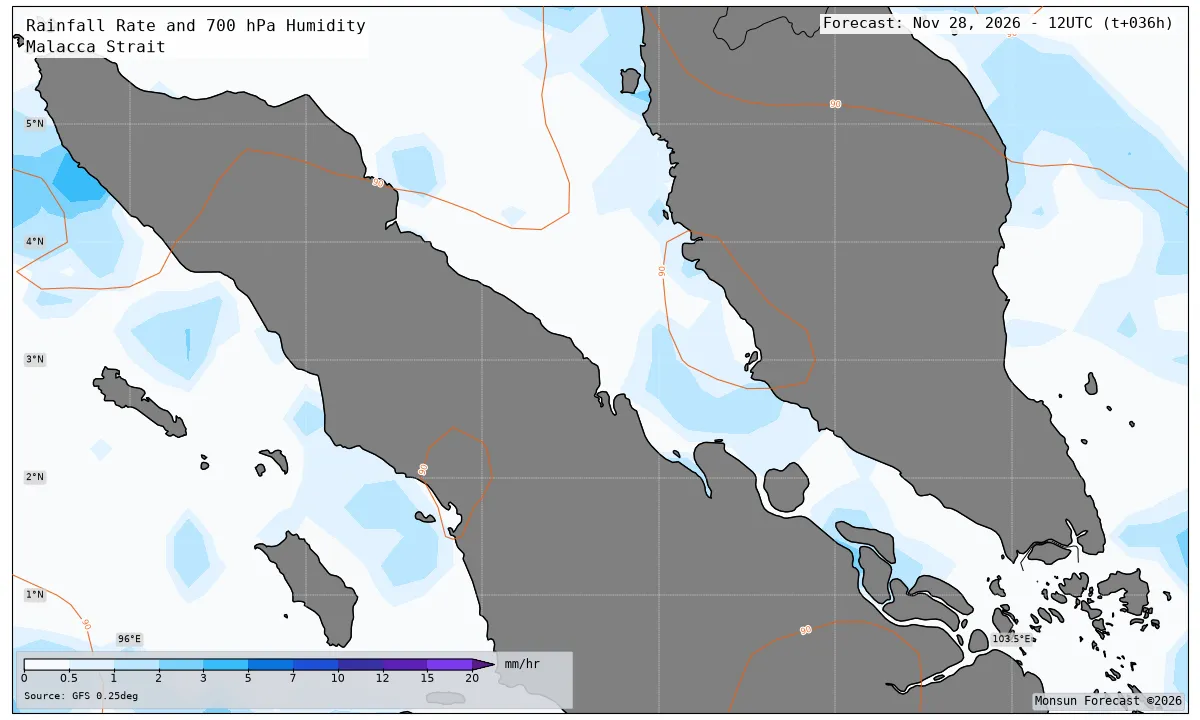 Rainfall Rate and 700 hPa Humidity
Malacca Strait
Forecast: Nov 28, 2026 - 12UTC (t+036h)
90
90
5°N
90
4°N
90
3°N
90
2°N
1°N
90
90
96°E
103.5°E
mm/hr
0 0.5 1 2 3 5 7 10 12 15 20
Source: GFS 0.25deg
Monsun Forecast ©2026